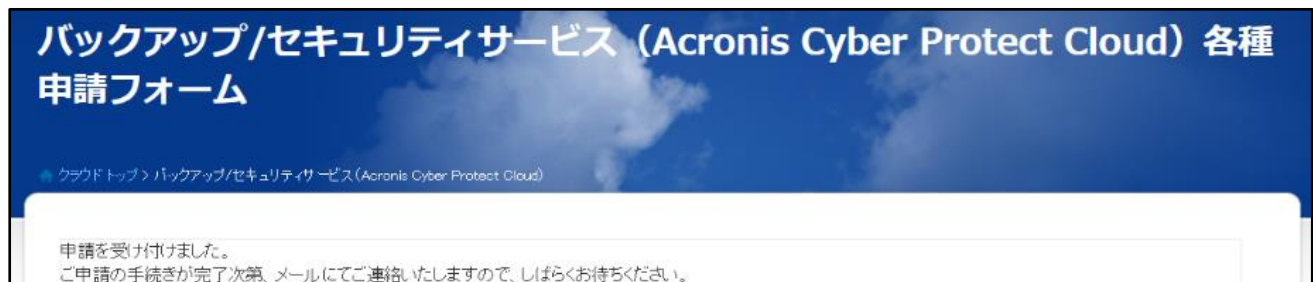 バックアップ/セキュリティサービス（Acronis Cyber Protect Cloud）各種
申請フォーム
クラウドトップ > バックアップ/セキュリティサービス(Acronis Cyber Protect Cloud)
申請を受け付けました。
ご申請の手続きが完了次第、メールにてご連絡いたしますので、しばらくお待ちください。